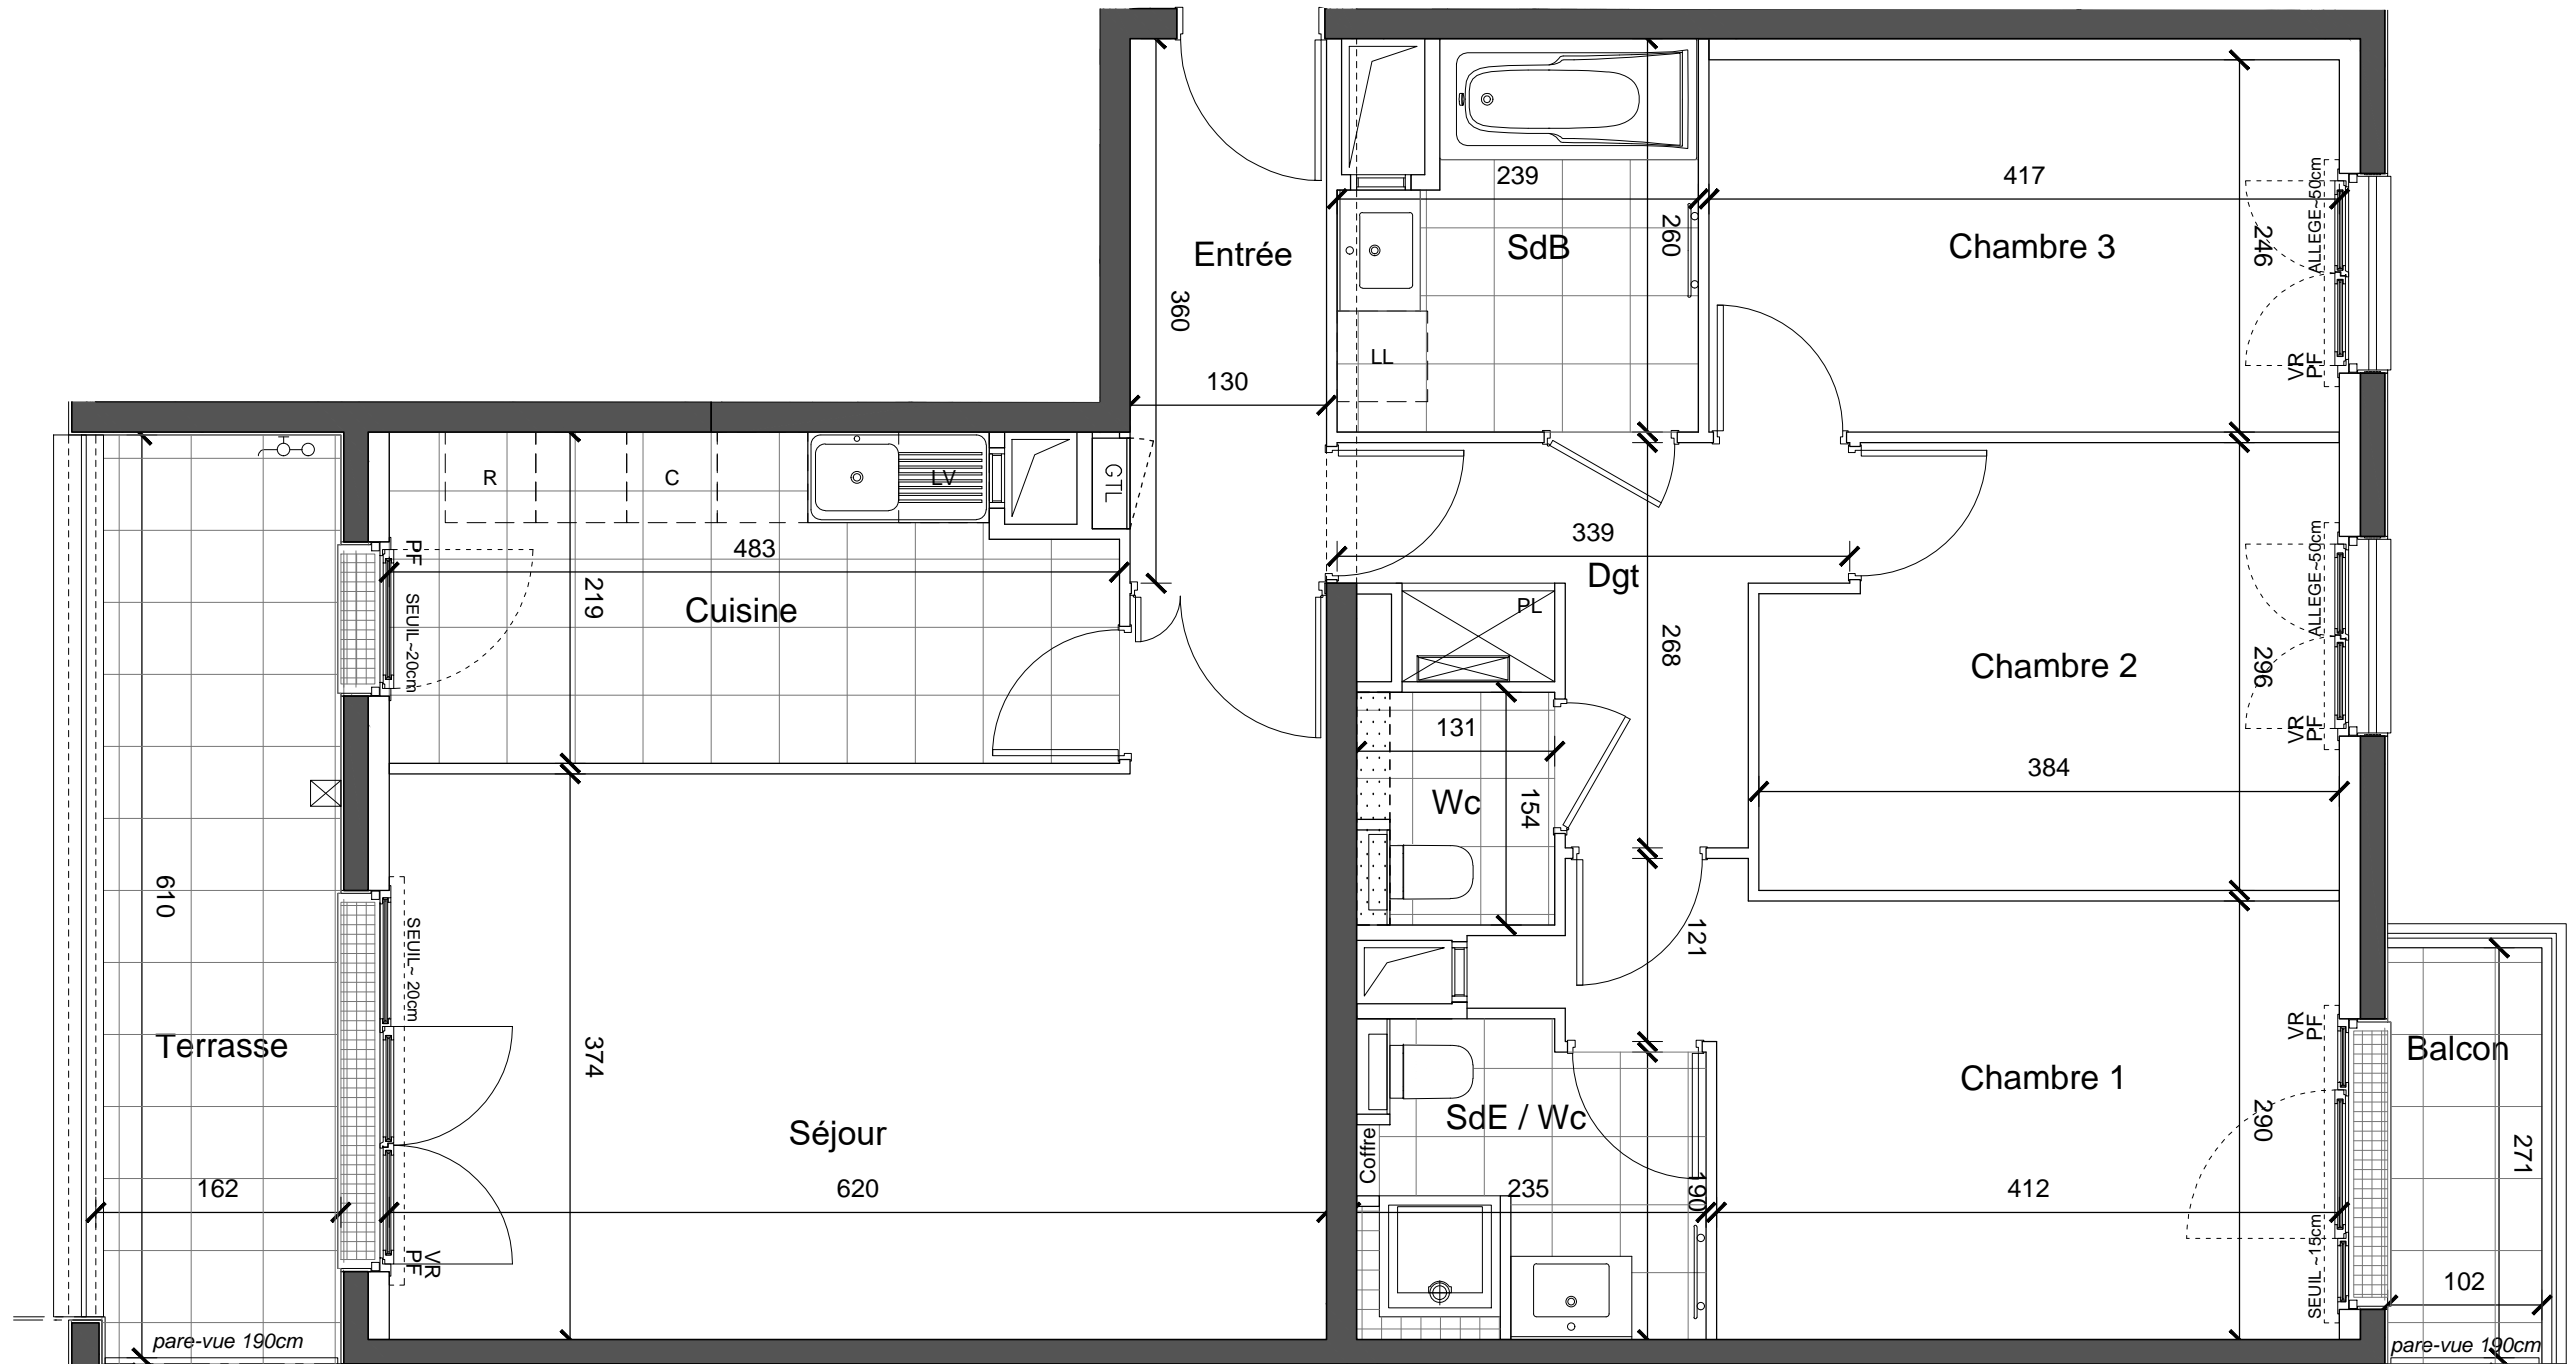 239
417
Entrée
SdB
Chambre 3
260
246
ALLEGE~50cm
VR
PF
360
130
LL
R
C
LV
GTL
483
PF
SEUIL~20cm
219
Cuisine
339
Dgt
PL
268
ALLEGE~50cm
Chambre 2
296
VR
PF
131
384
Wc
154
610
SEUIL~ 20cm
121
Terrasse
374
VR
PF
Balcon
Chambre 1
Séjour
SdE / Wc
Coffre
290
271
162
620
235
190
412
VR
PF
SEUIL ~15cm
102
pare-vue 190cm
pare-vue 190cm